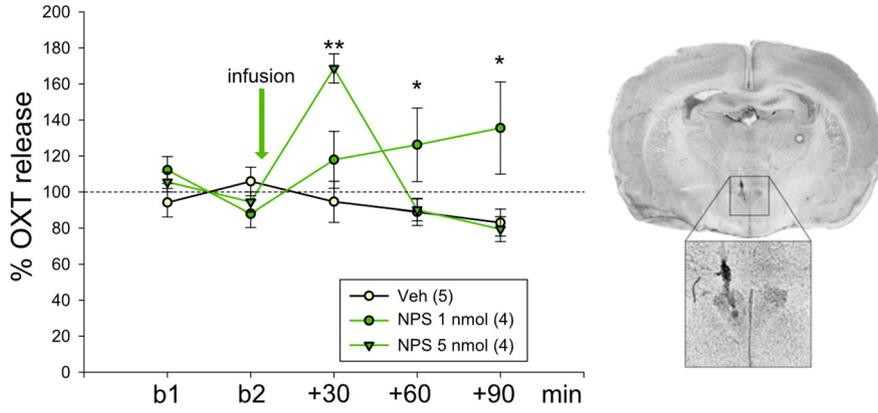 % OXT release
200
180
160
140
120
100
80
60
40
20
0
infusion
**
*
*
Veh (5)
NPS 1 nmol (4)
NPS 5 nmol (4)
b1 b2 +30 +60 +90 min